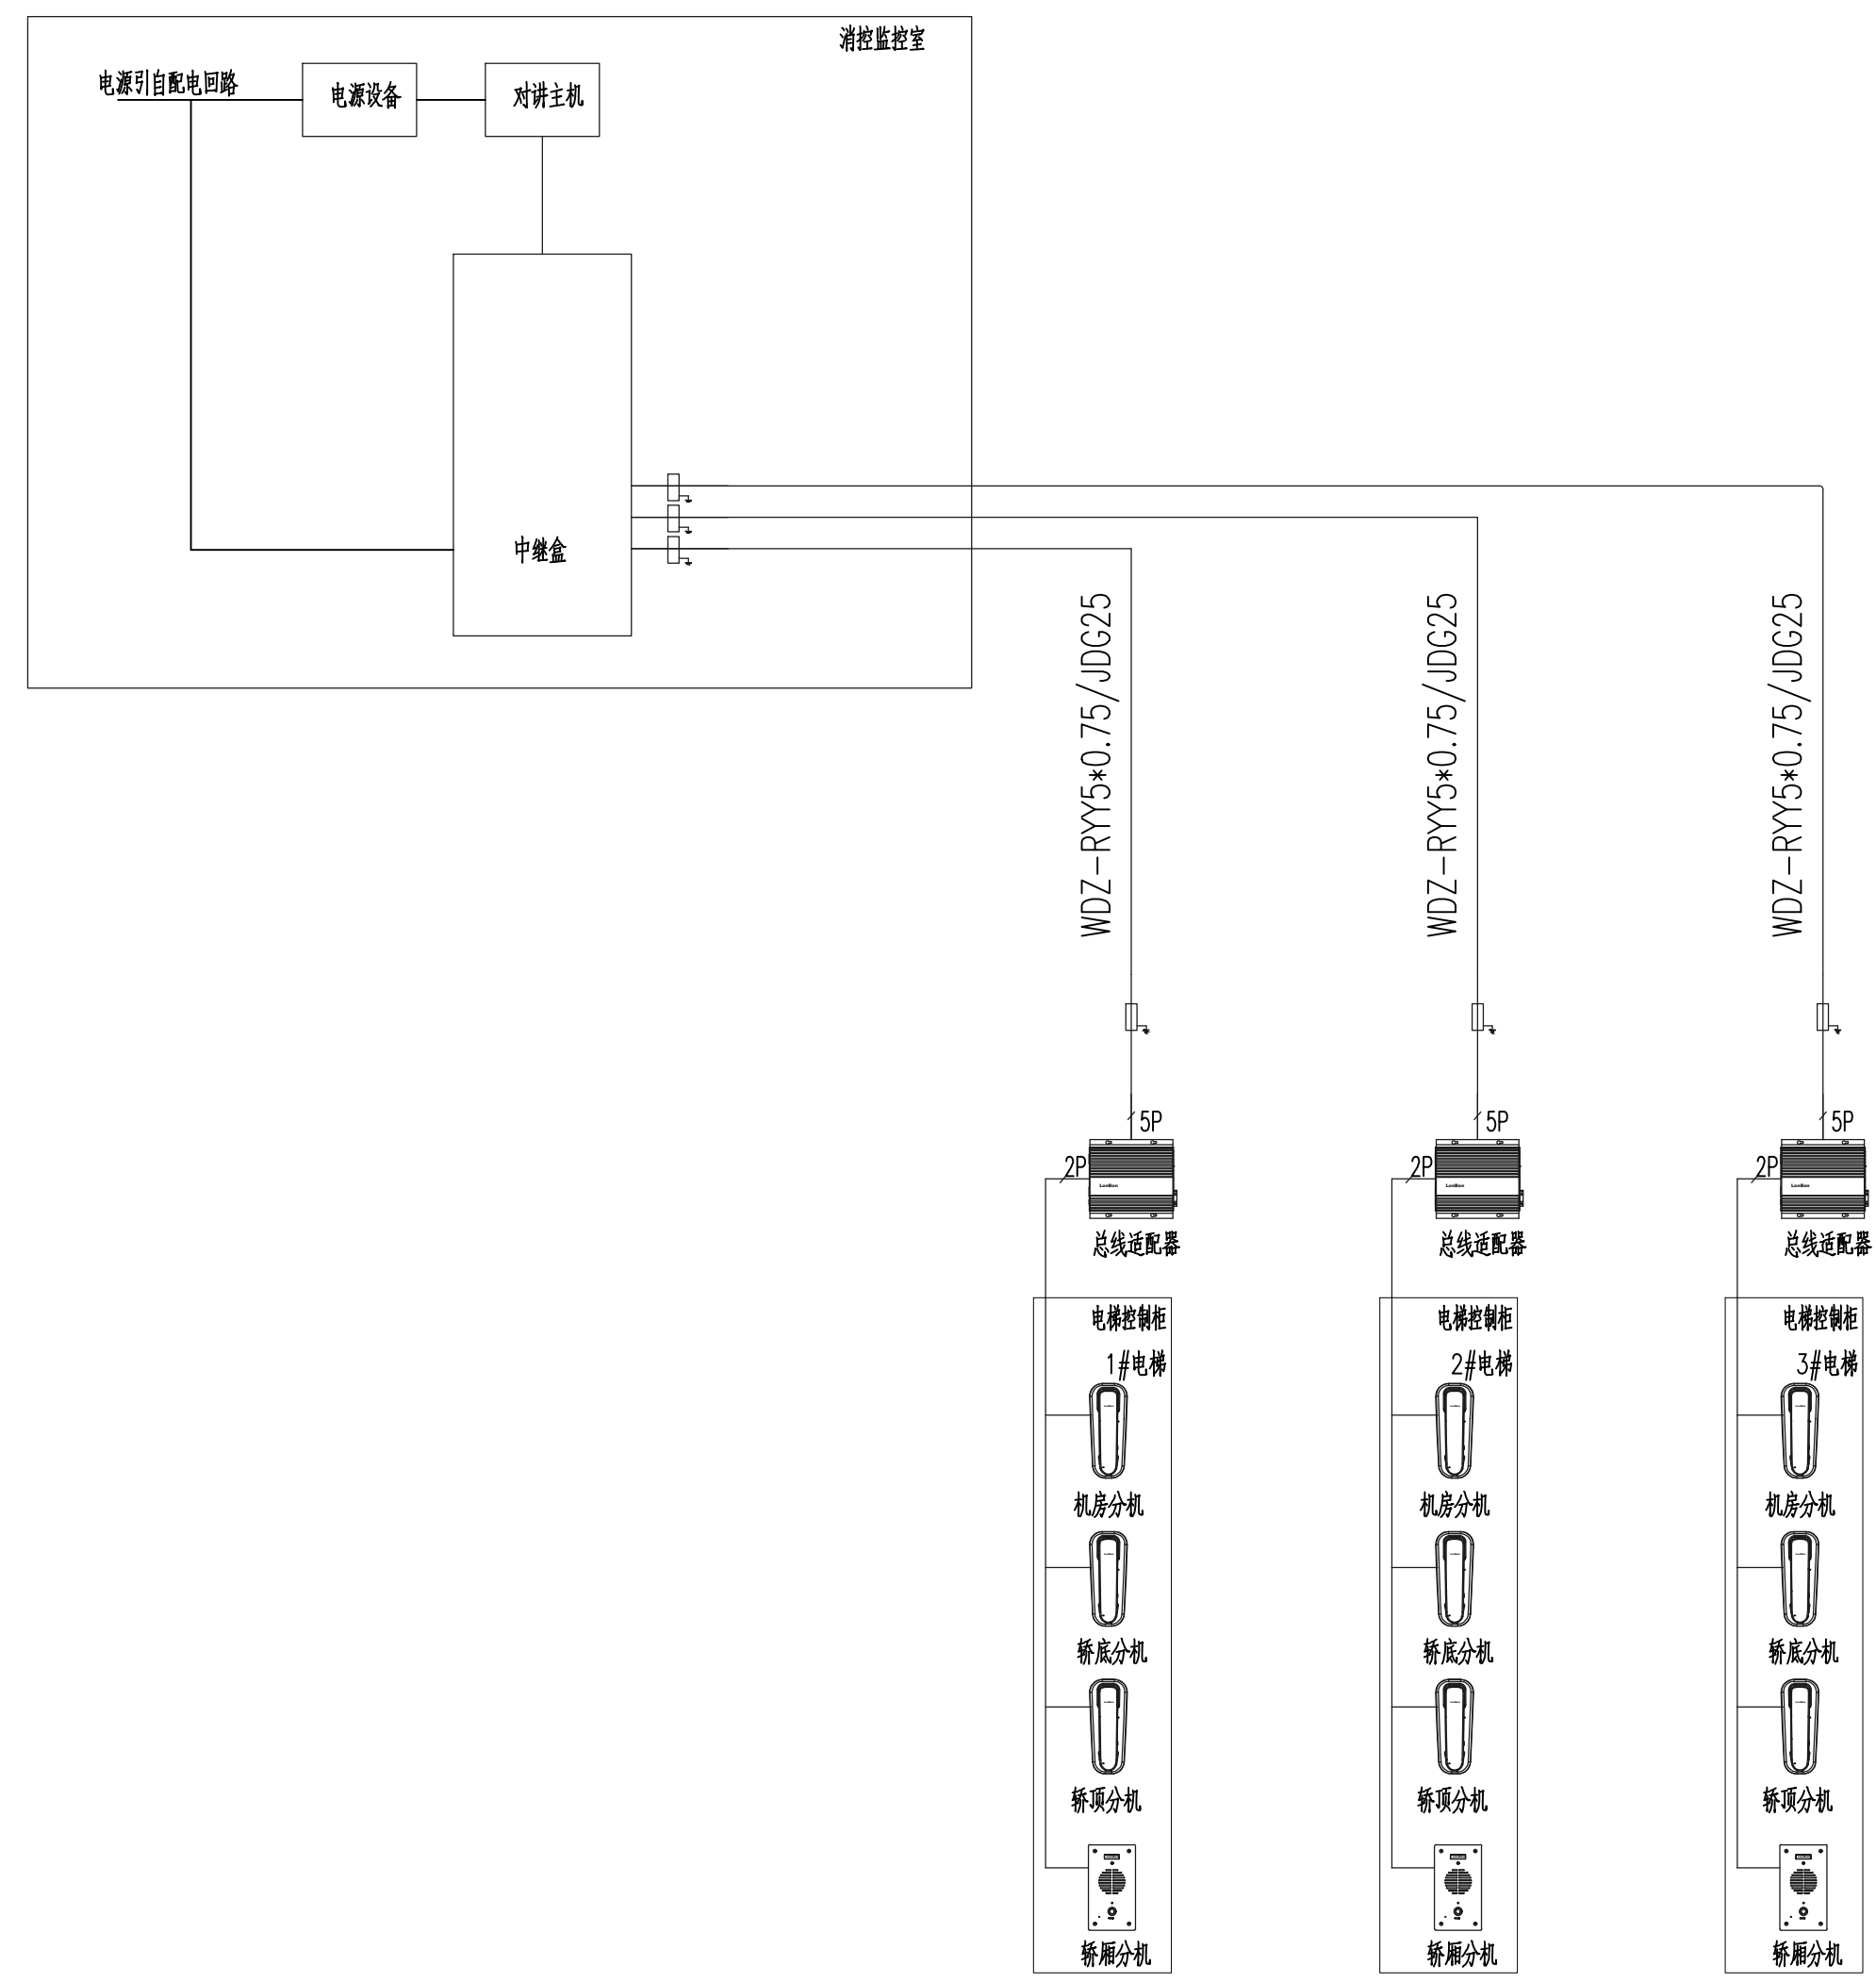 消控监控室
电源引自配电回路
电源设备
对讲主机
中继盒
WDZ-RYY5*0.75/JDG25
WDZ-RYY5*0.75/JDG25
WDZ-RYY5*0.75/JDG25
5P
5P
5P
2P
2P
2P
LonBon
LonBon
LonBon
总线适配器
总线适配器
总线适配器
电梯控制柜
电梯控制柜
电梯控制柜
1#电梯
2#电梯
3#电梯
机房分机
机房分机
机房分机
轿底分机
轿底分机
轿底分机
轿顶分机
轿顶分机
轿顶分机
轿厢分机
轿厢分机
轿厢分机